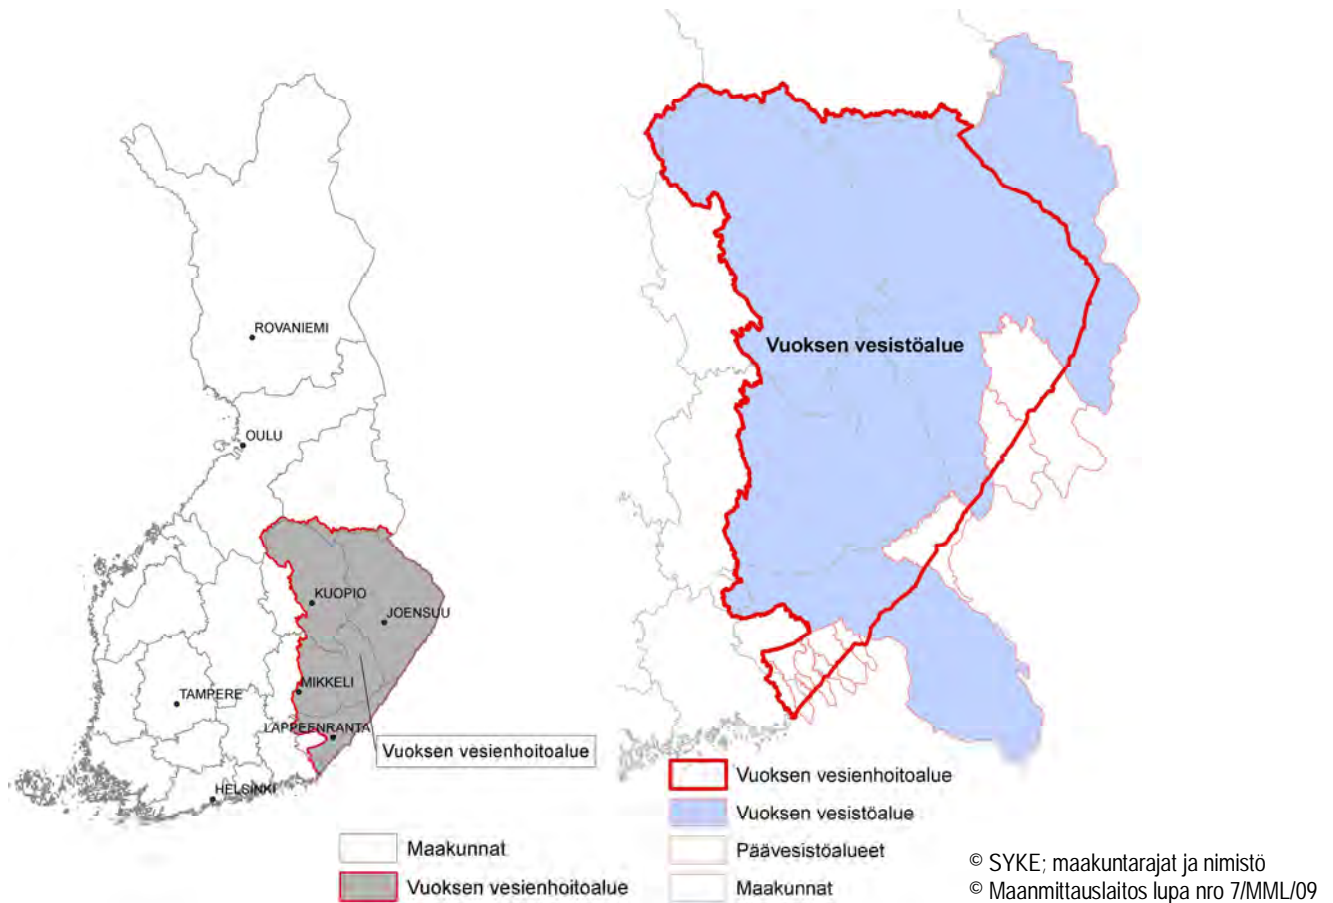 ROVANIEMI
OULU
KUOPIO
JOENSUU
MIKKELI
TAMPERE
LAPPEENRANTA
Vuoksen vesienhoitoalue
HELSINKI
Maakunnat
Vuoksen vesienhoitoalue
Vuoksen vesistöalue
Vuoksen vesienhoitoalue
Vuoksen vesistöalue
Päävesistöalueet
Maakunnat
© SYKE; maakuntarajat ja nimistö
© Maanmittauslaitos lupa nro 7/MML/09